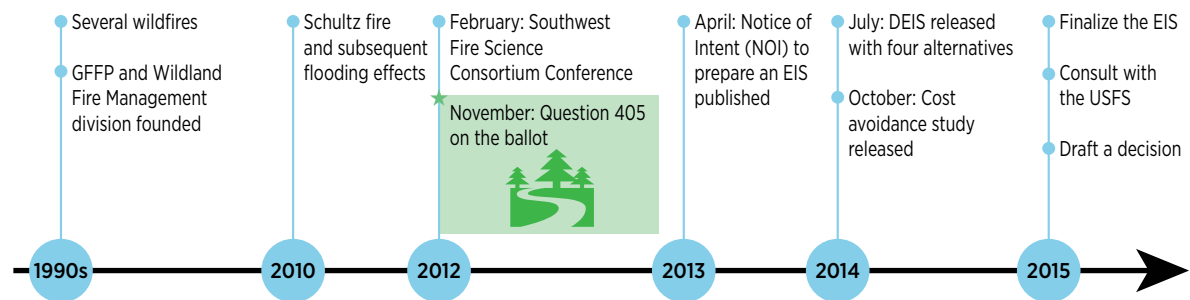 Several wildfires
GFFP and Wildland
Fire Management
division founded
1990s
Schultz fire
and subsequent
flooding effects
2010
February: Southwest
Fire Science
Consortium Conference
November: Question 405
on the ballot
2012
April: Notice of
Intent (NOI) to
prepare an EIS
published
2013
July: DEIS released
with four alternatives
October: Cost
avoidance study
released
2014
Finalize the EIS
Consult with
the USFS
Draft a decision
2015